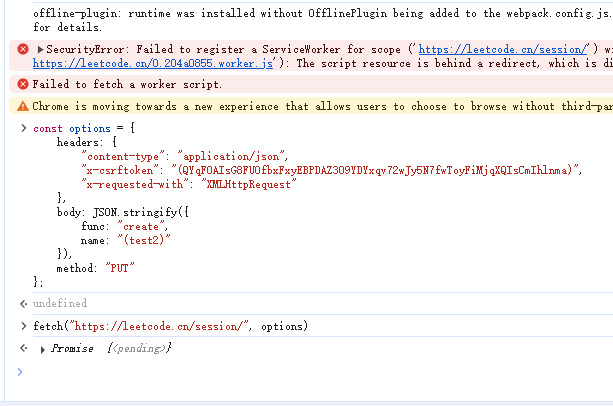 offline-plugin: runtime was installed without OfflinePlugin being added to the webpack.config.js.
for details.
▶SecurityError: Failed to register a ServiceWorker for scope ('https://leetcode.cn/session/') wi
https://leetcode.cn/0.204a0855.worker.js'): The script resource is behind a redirect, which is di
Failed to fetch a worker script.
Chrome is moving towards a new experience that allows users to choose to browse without third-par
> const options = {
headers: {
"content-type": "application/json",
"x-csrftoken": "(QYqFOAIsG8FUOfbxFxyEBPDAZ3O9YDYxqv72wJy5N7fwToyFiMjqXQIsCmIhlnma)",
"x-requested-with": "XMLHttpRequest"
},
body: JSON.stringify({
func: "create",
name: "(test2)"
}),
method: "PUT"
};
undefined
> fetch("https://leetcode.cn/session/", options)
▶ Promise {<pending>}
>